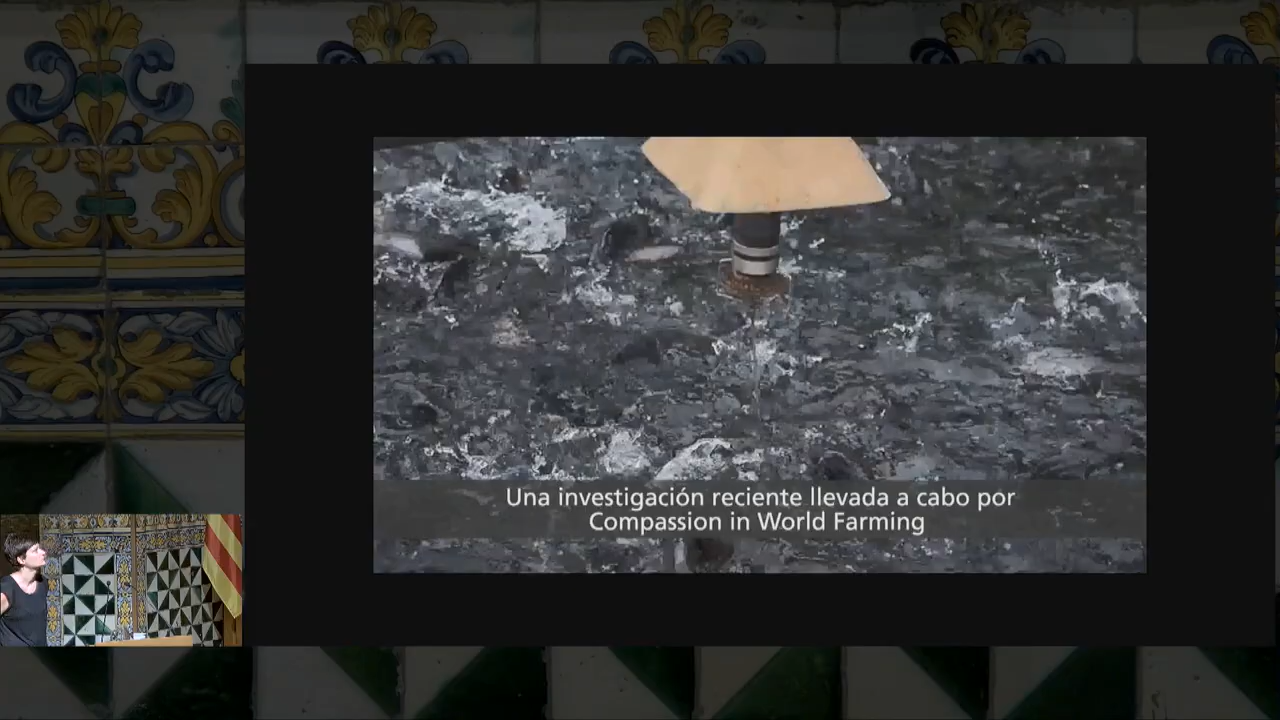 Una investigación reciente llevada a cabo por
Compassion in World Farming